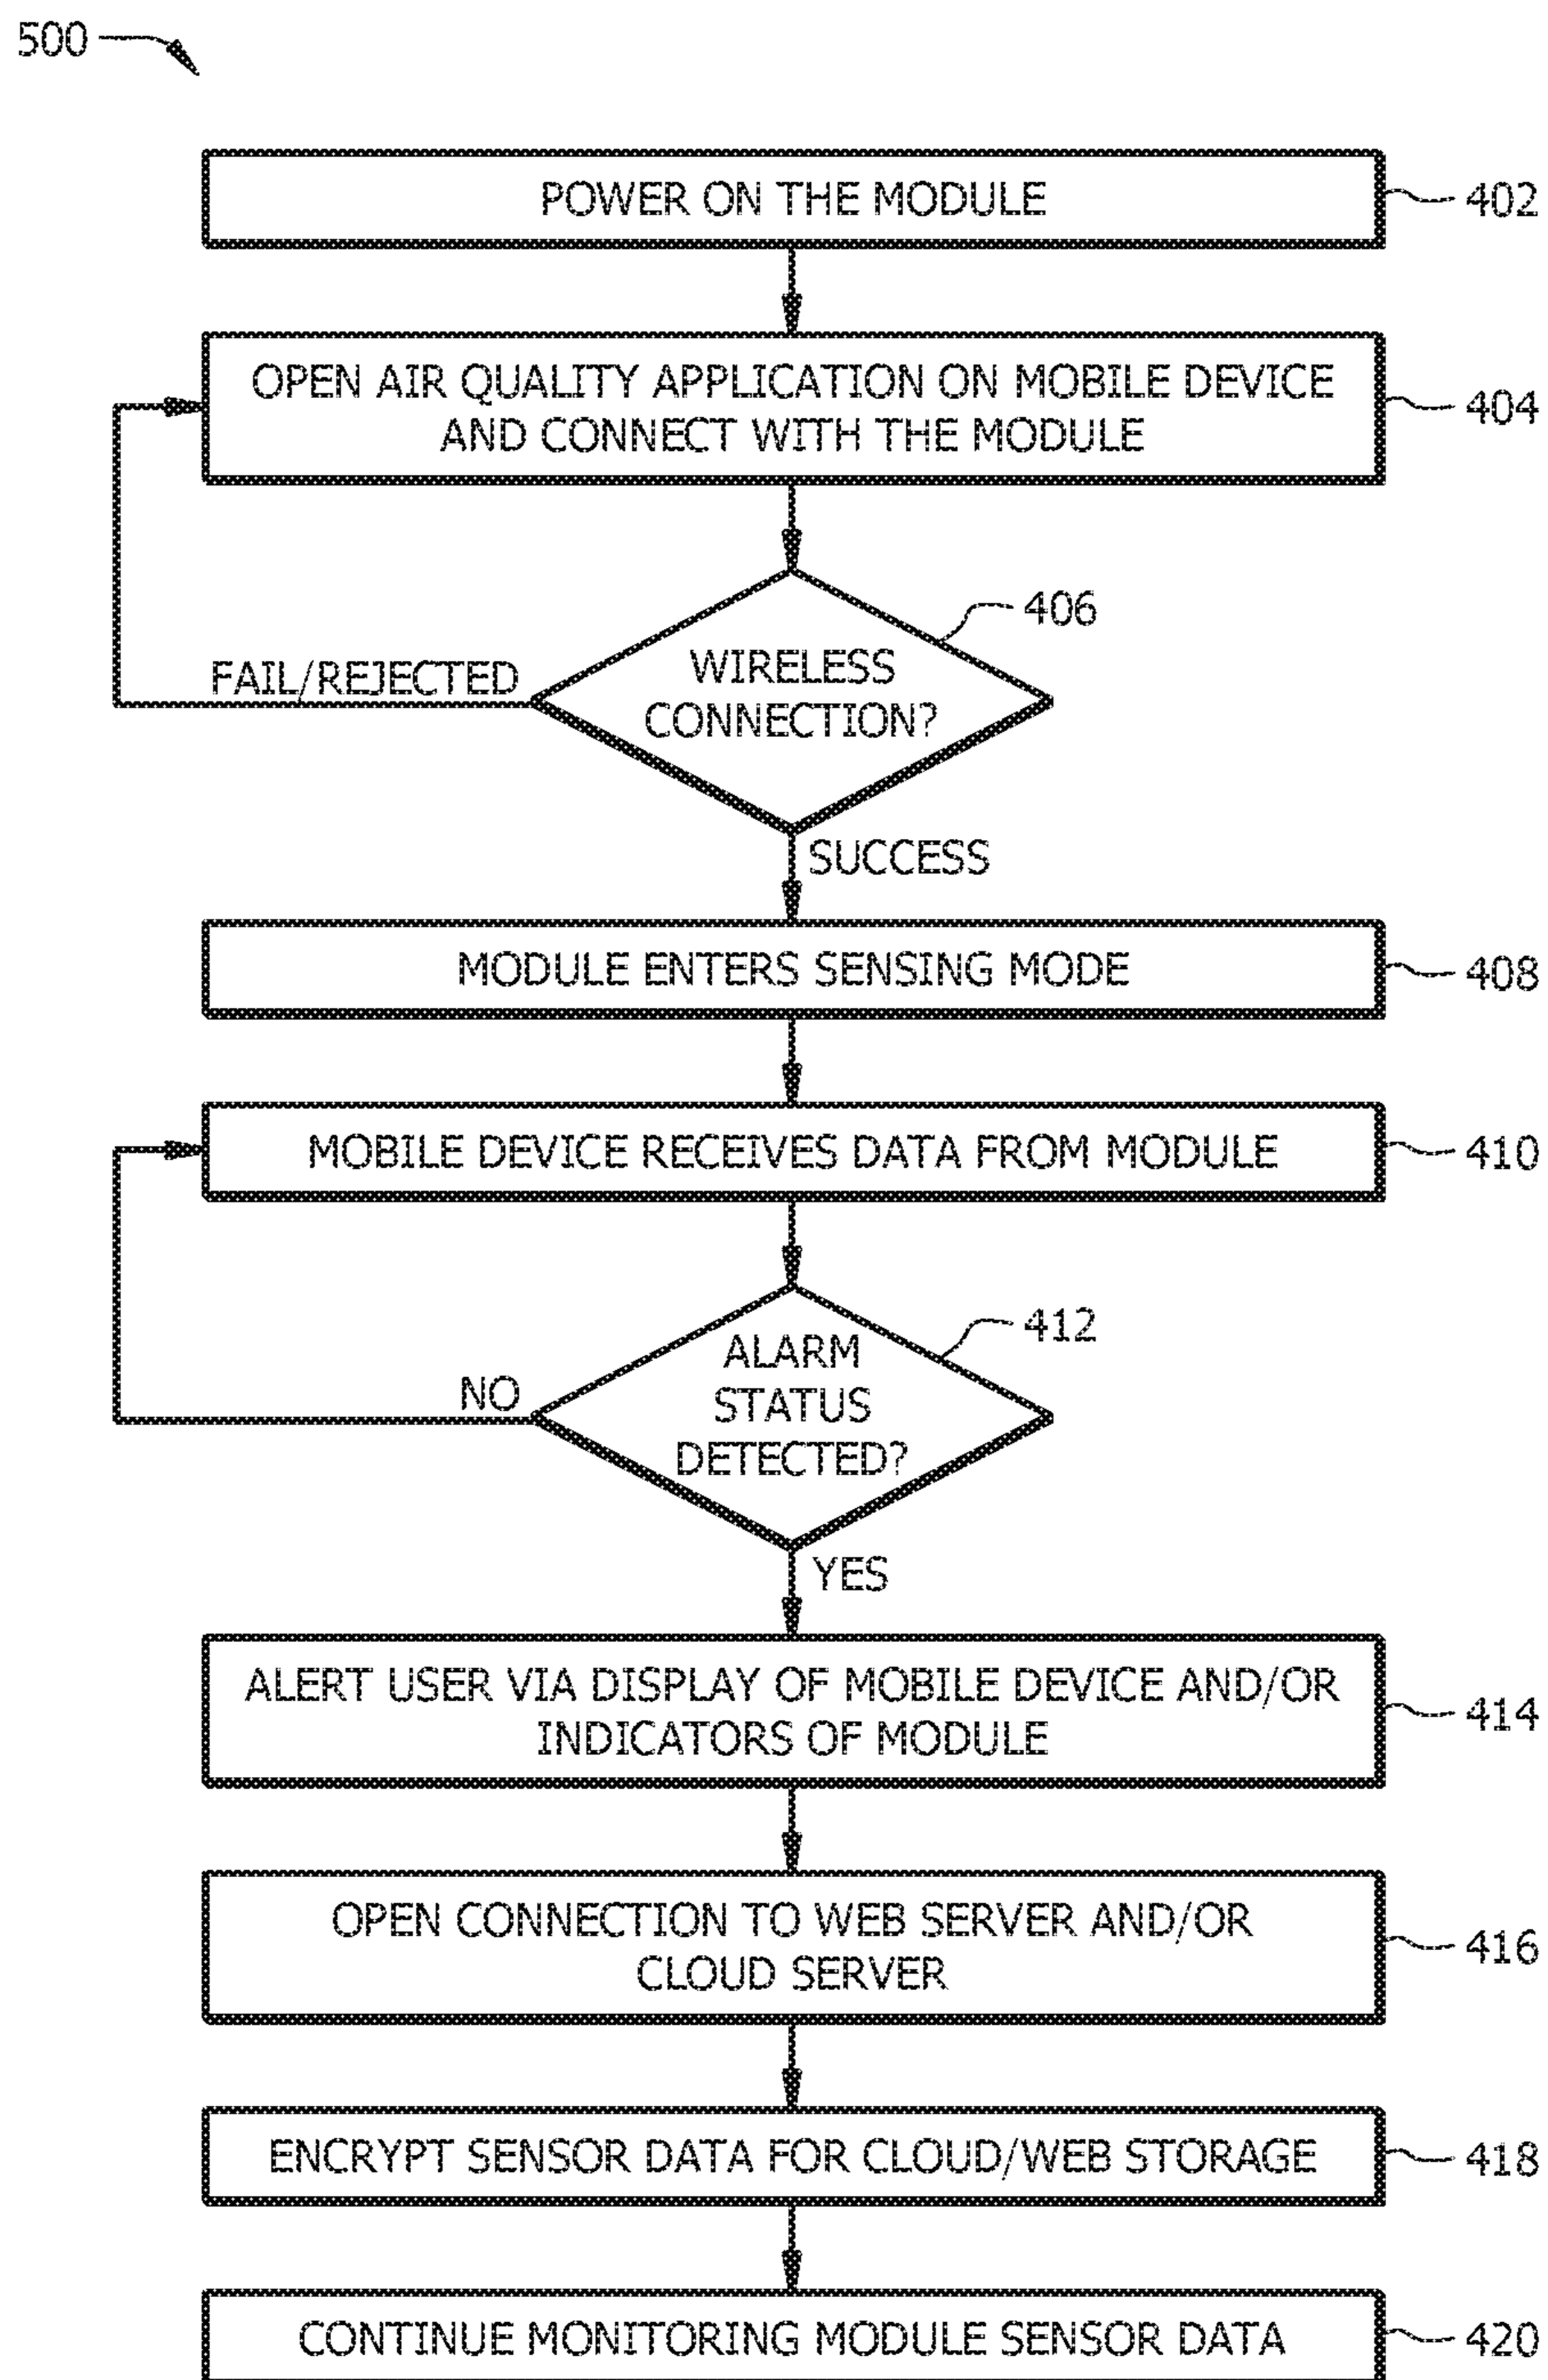 500
POWER ON THE MODULE
402
OPEN AIR QUALITY APPLICATION ON MOBILE DEVICE
AND CONNECT WITH THE MODULE
404
406
WIRELESS
CONNECTION?
FAIL/REJECTED
SUCCESS
MODULE ENTERS SENSING MODE
408
MOBILE DEVICE RECEIVES DATA FROM MODULE
410
412
ALARM
STATUS
DETECTED?
NO
YES
ALERT USER VIA DISPLAY OF MOBILE DEVICE AND/OR
INDICATORS OF MODULE
414
OPEN CONNECTION TO WEB SERVER AND/OR
CLOUD SERVER
416
ENCRYPT SENSOR DATA FOR CLOUD/WEB STORAGE
418
CONTINUE MONITORING MODULE SENSOR DATA
420